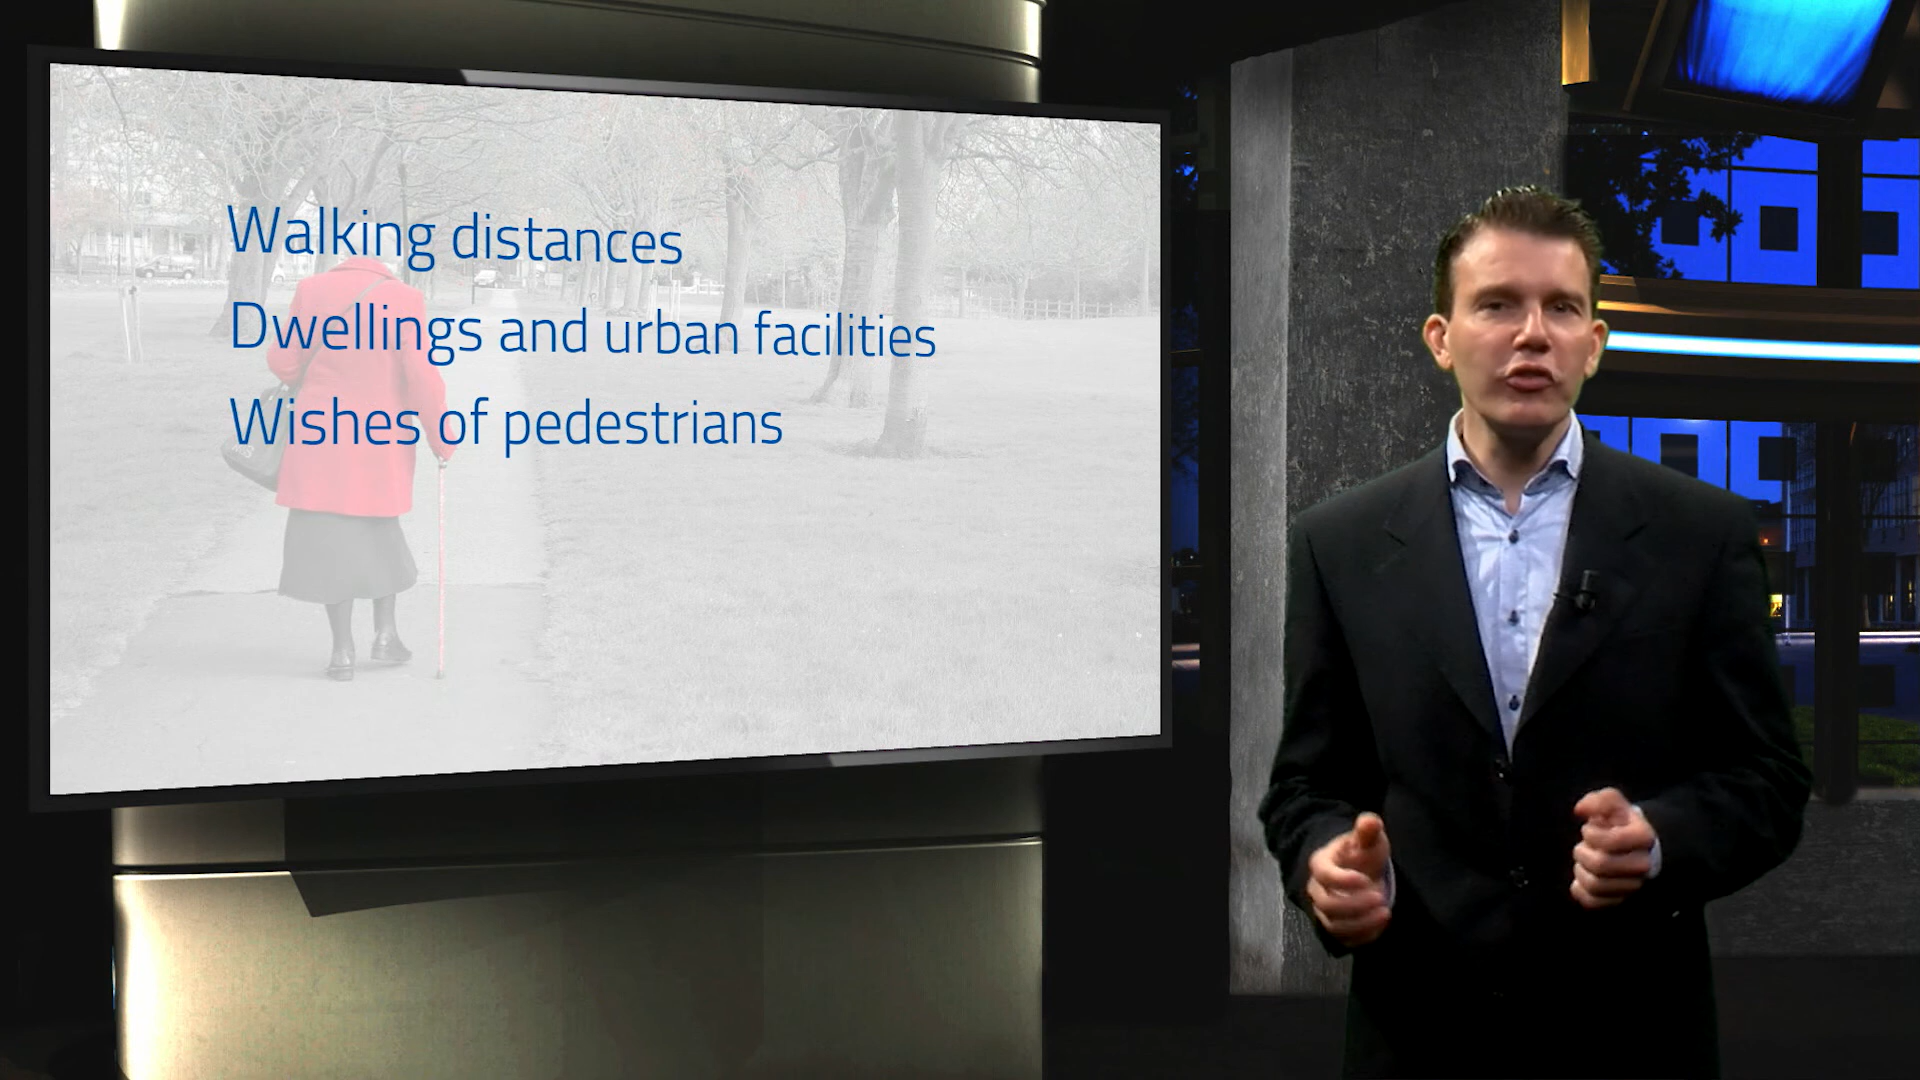 Walking distances
Dwellings and urban facilities
Wishes of pedestrians